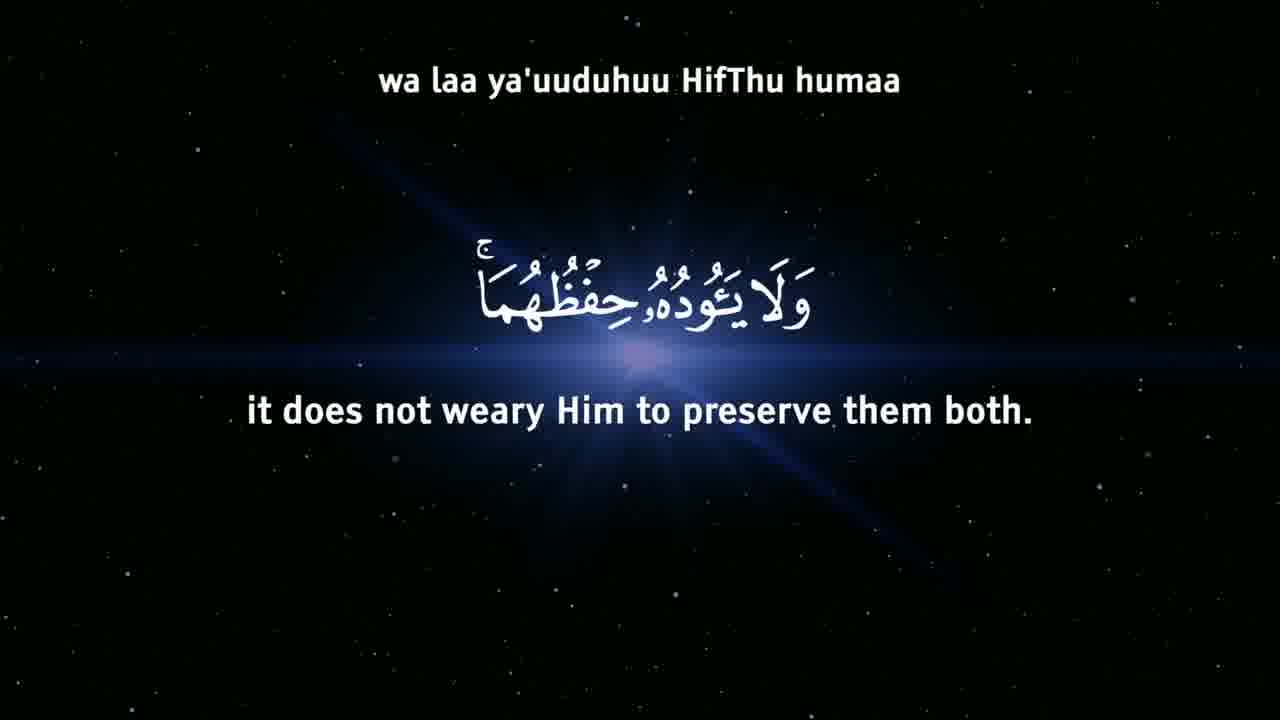 wa laa ya'uuduhuu HifThu humaa
وَلَا يَـُٔودُهُۥ حِفْظُهُمَا ۚ
it does not weary Him to preserve them both.